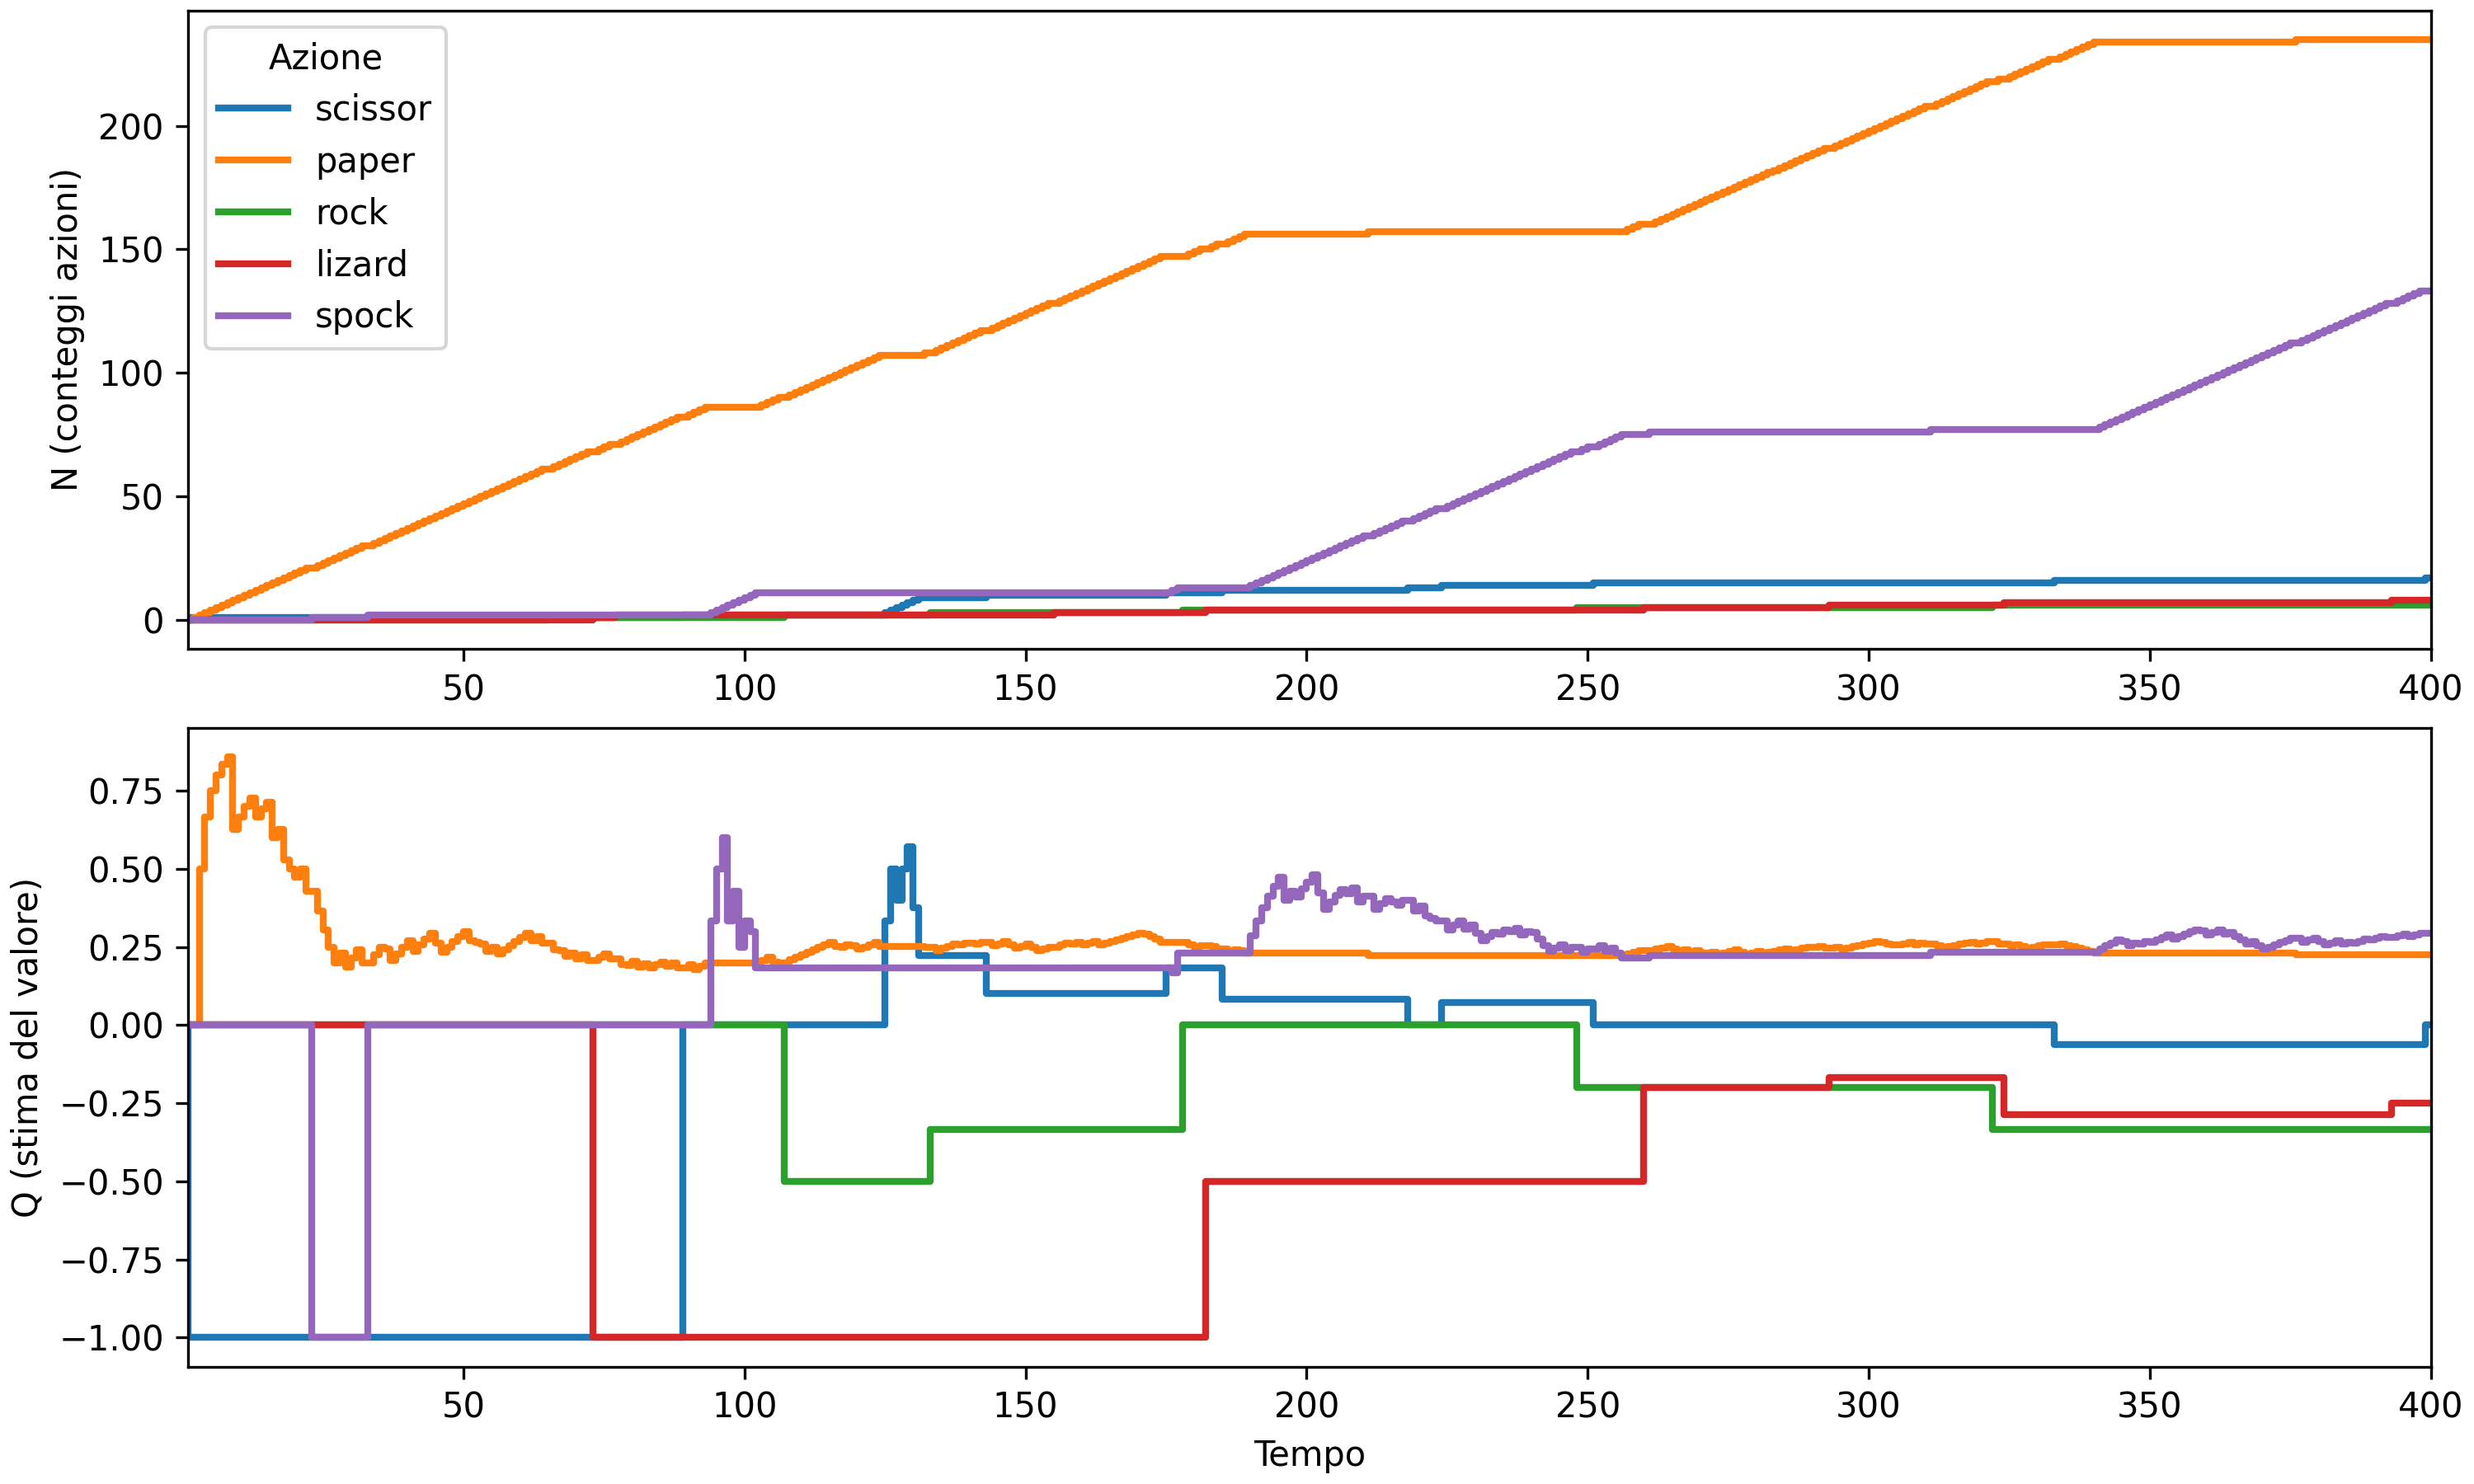 Azione
scissor
paper
rock
lizard
spock
N (conteggi azioni)
200
150
100
50
0
50 100 150 200 250 300 350 400
Q (stima del valore)
0.75
0.50
0.25
0.00
−0.25
−0.50
−0.75
−1.00
50 100 150 200 250 300 350 400
Tempo